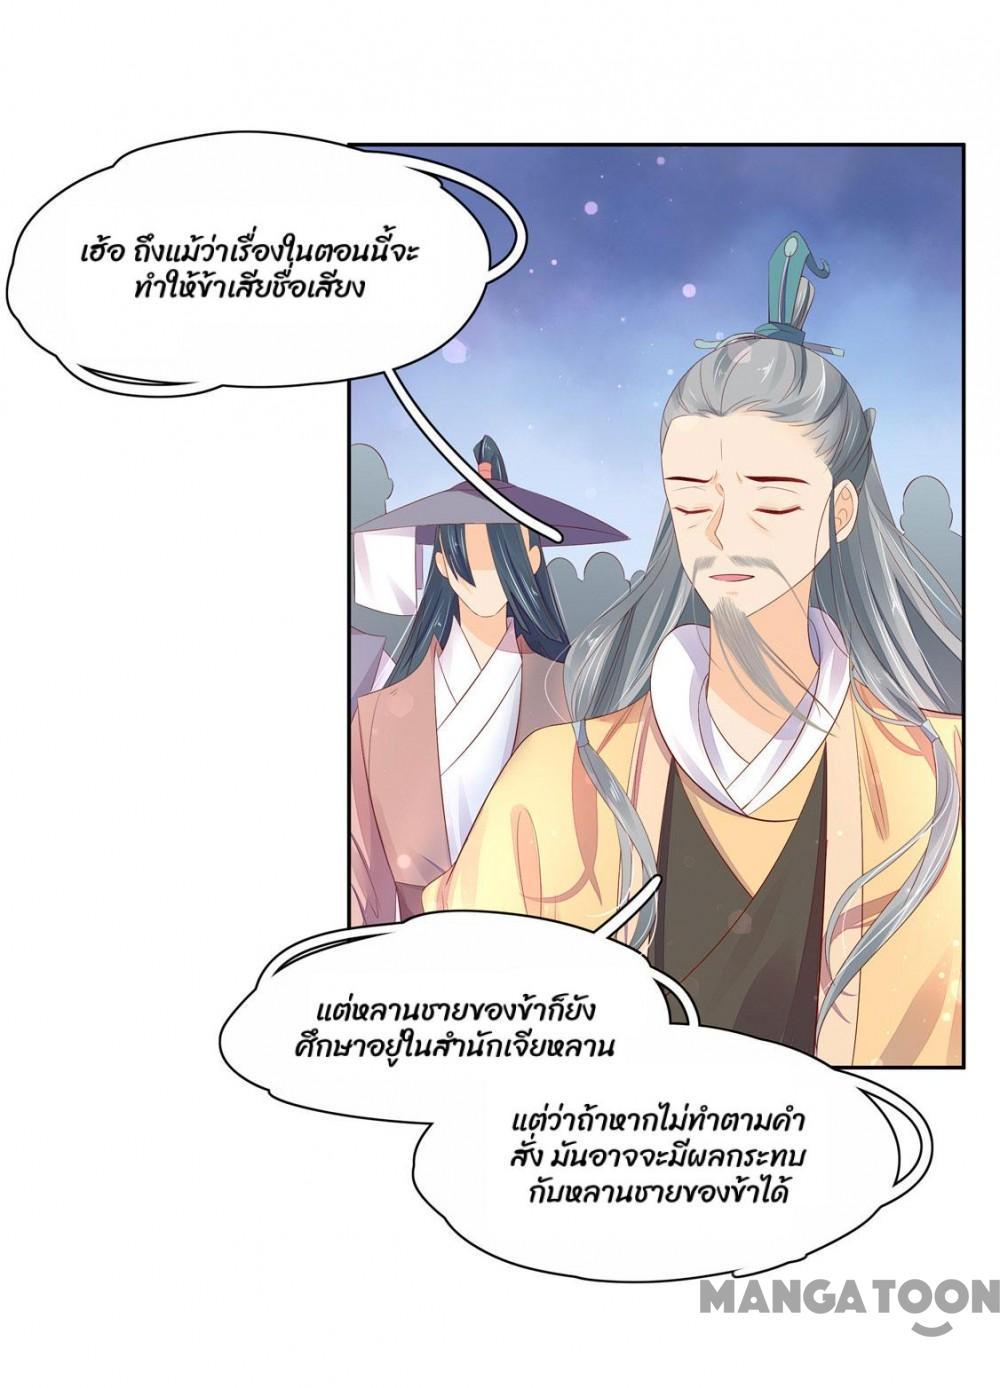 เฮ้อ ถึงแม้ว่าเรื่องในตอนนี้จะ
ทำให้ข้าเสียชื่อเสียง
แต่หลานชายของข้าก็ยัง
ศึกษาอยู่ในสำนักเจียหลาน
แต่ว่าถ้าหากไม่ทำตามคำ
สั่ง มันอาจจะมีผลกระทบ
กับหลานชายของข้าได้
MANGATOON